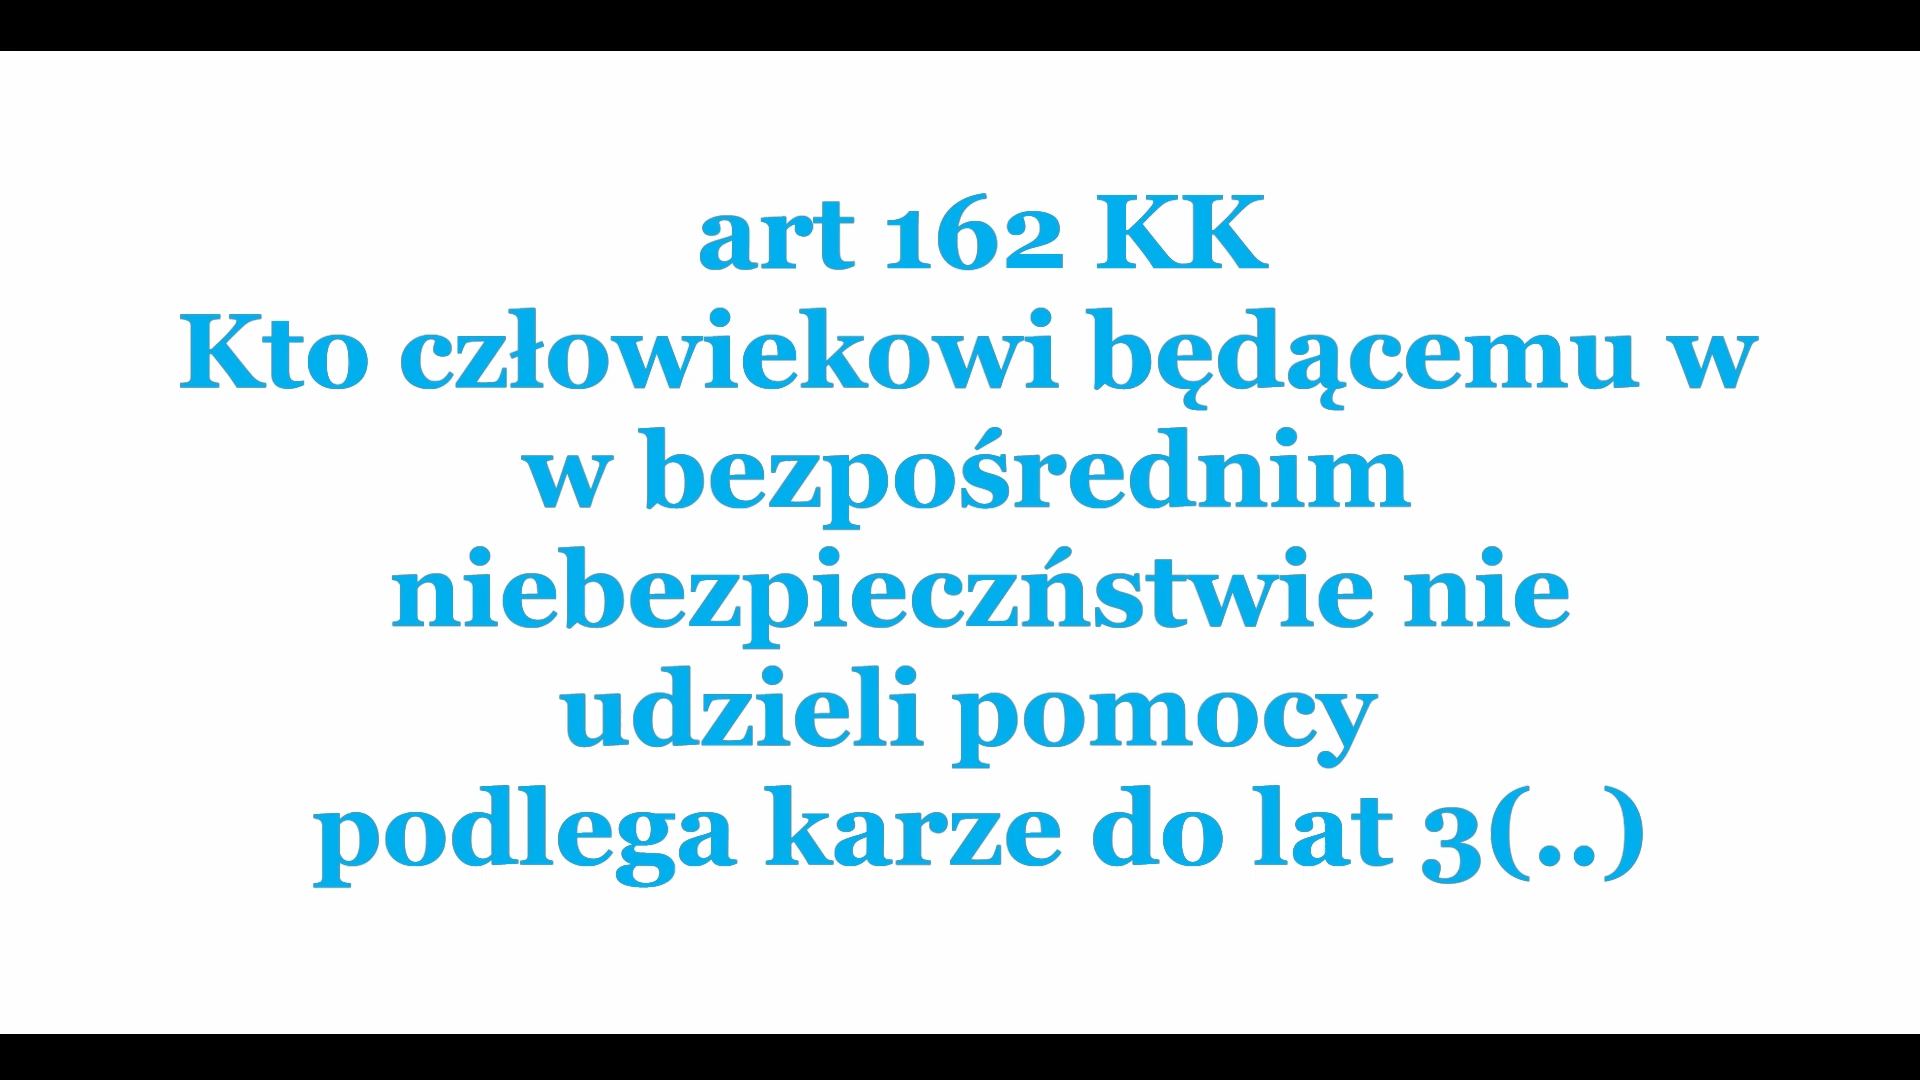 art 162 KK
Kto człowiekowi będącemu w
w bezpośrednim
niebezpieczństwie nie
udzieli pomocy
podlega karze do lat 3(..)